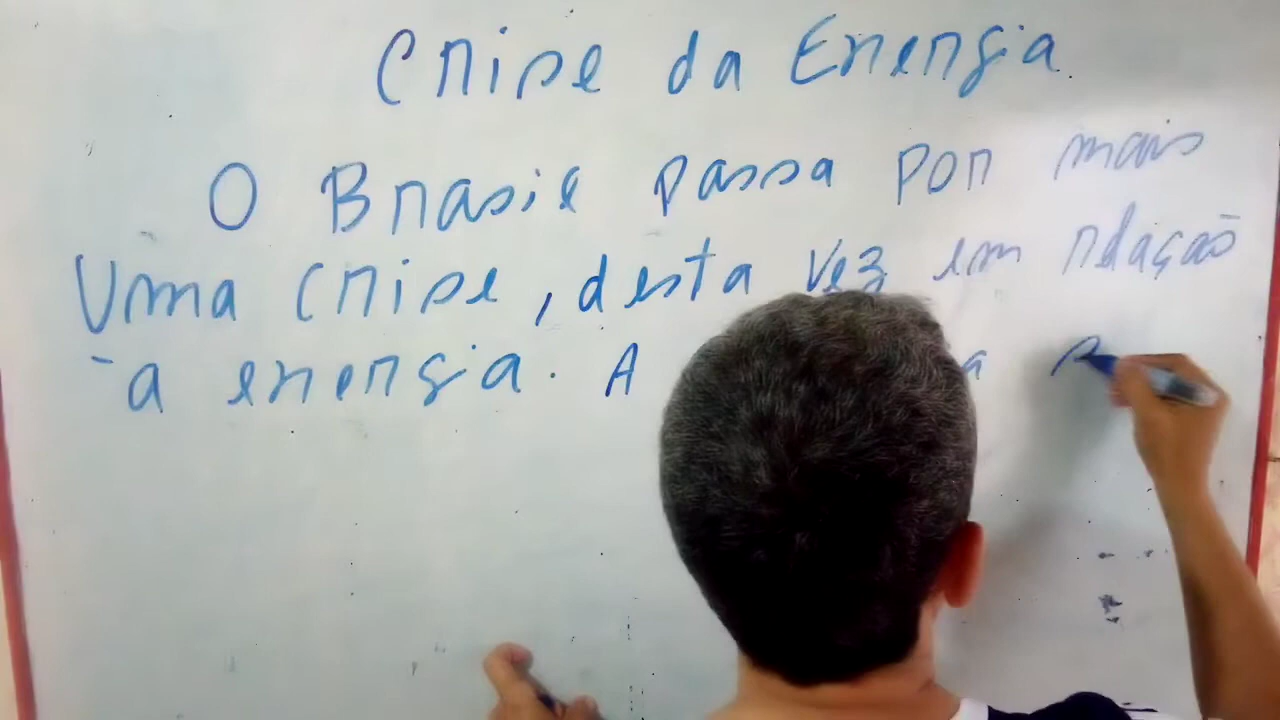 Crise da Energia
O Brasil passa por mais
uma crise, desta vez em relação
à energia. A